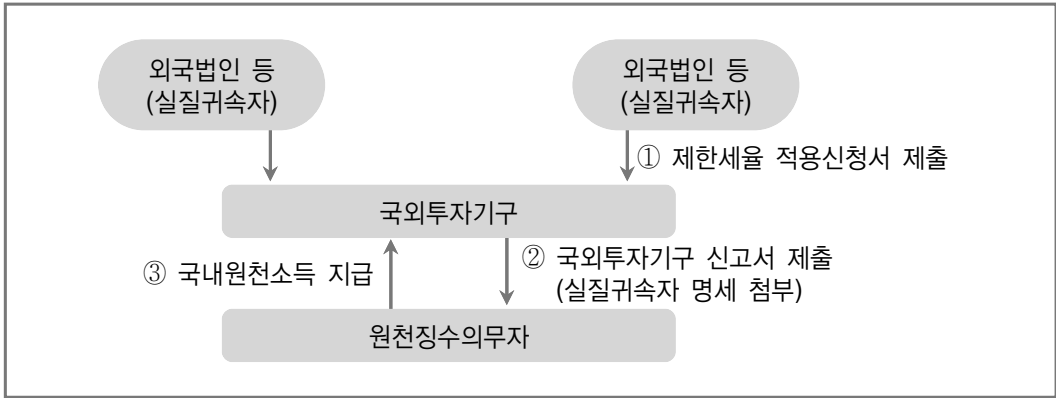 외국법인 등
(실질귀속자)
외국법인 등
(실질귀속자)
① 제한세율 적용신청서 제출
국외투자기구
③ 국내원천소득 지급
② 국외투자기구 신고서 제출
(실질귀속자 명세 첨부)
원천징수의무자